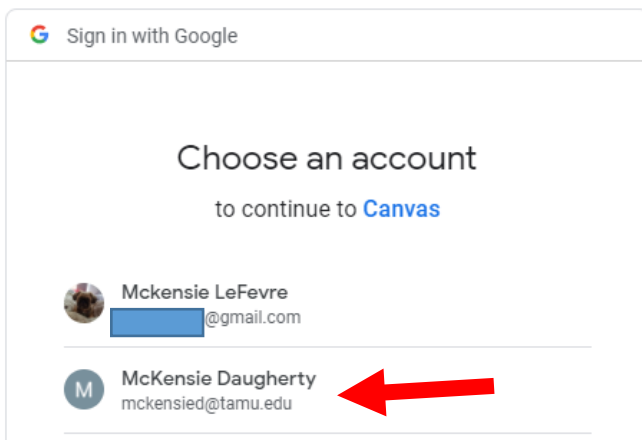 Sign in with Google
Choose an account
to continue to Canvas
Mckensie LeFevre
@gmail.com
M
McKensie Daugherty
mckensied@tamu.edu